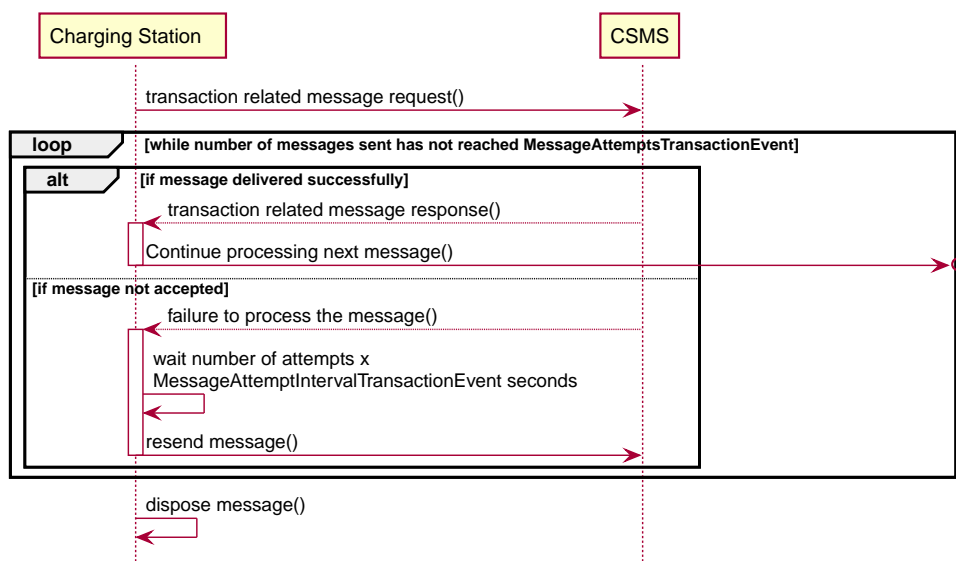 Charging Station
CSMS
transaction related message request()
loop
[while number of messages sent has not reached MessageAttemptsTransactionEvent]
alt
[if message delivered successfully]
transaction related message response()
Continue processing next message()
[if message not accepted]
failure to process the message()
wait number of attempts x
MessageAttemptIntervalTransactionEvent seconds
resend message()
dispose message()